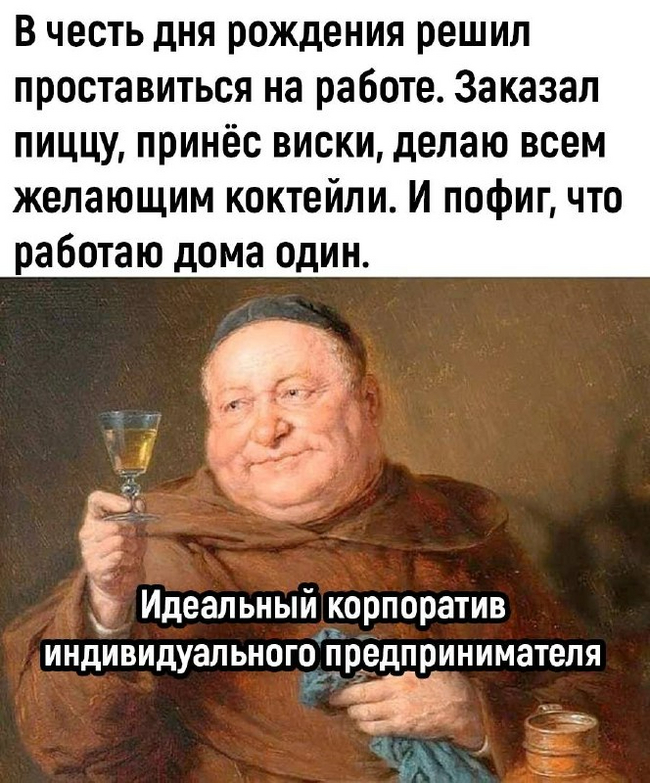 В честь дня рождения решил
проставиться на работе. Заказал
пиццу, принёс виски, делаю всем
желающим коктейли. И пофиг, что
работаю дома один.
Идеальный корпоратив
индивидуального предпринимателя